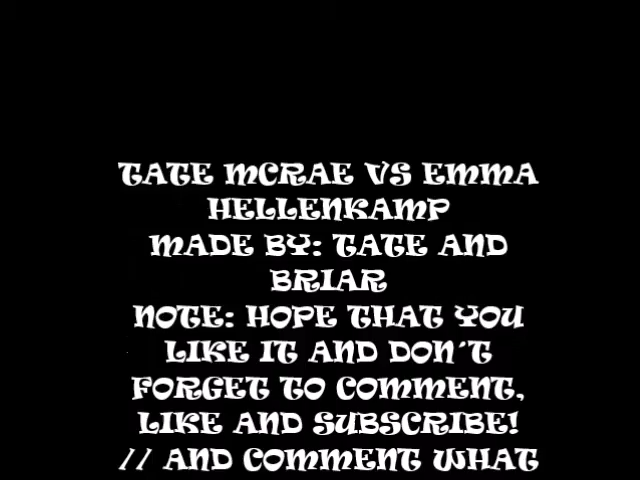 TATE MCRAE VS EMMA
HELLENKAMP
MADE BY: TATE AND
BRIAR
NOTE: HOPE THAT YOU
LIKE IT AND DON´T
FORGET TO COMMENT,
LIKE AND SUBSCRIBE!
// AND COMMENT WHAT